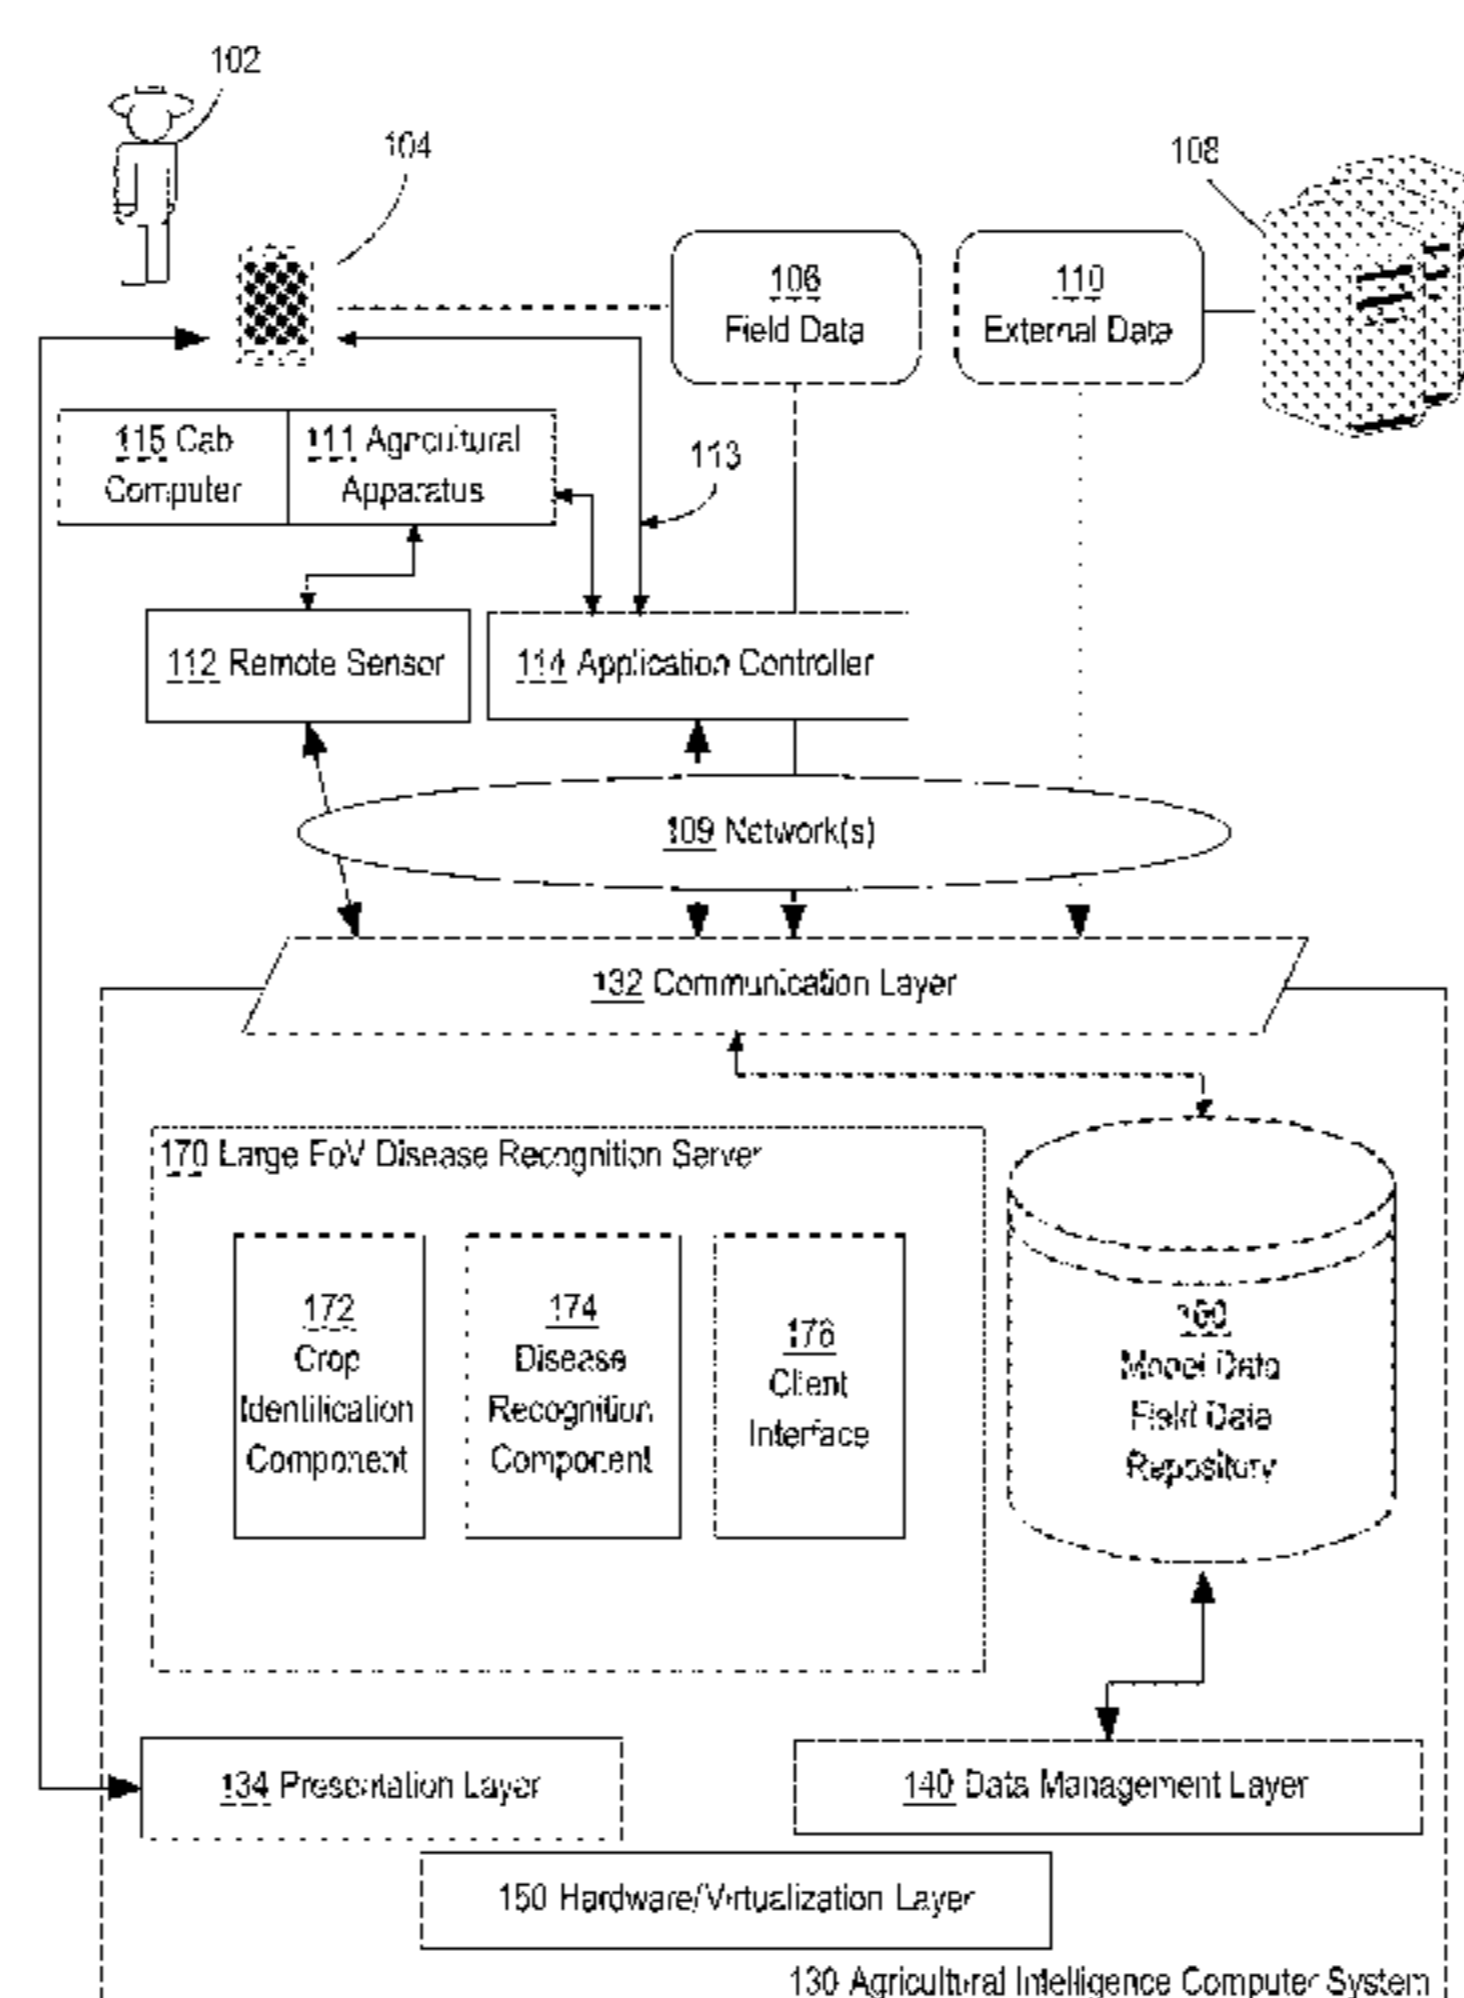 102
104
108
106
Field Data
110
External Data
115 Cab
Computer
111 Agricultural
Apparatus
113
112 Remote Sensor
114 Application Controller
109 Network(s)
132 Communication Layer
170 Large FoV Disease Recognition Server
172
Crop
Identification
Component
174
Disease
Recognition
Component
176
Client
Interface
160
Model Data
Field Data
Repository
134 Presentation Layer
140 Data Management Layer
150 Hardware/Virtualization Layer
130 Agricultural Intelligence Computer System